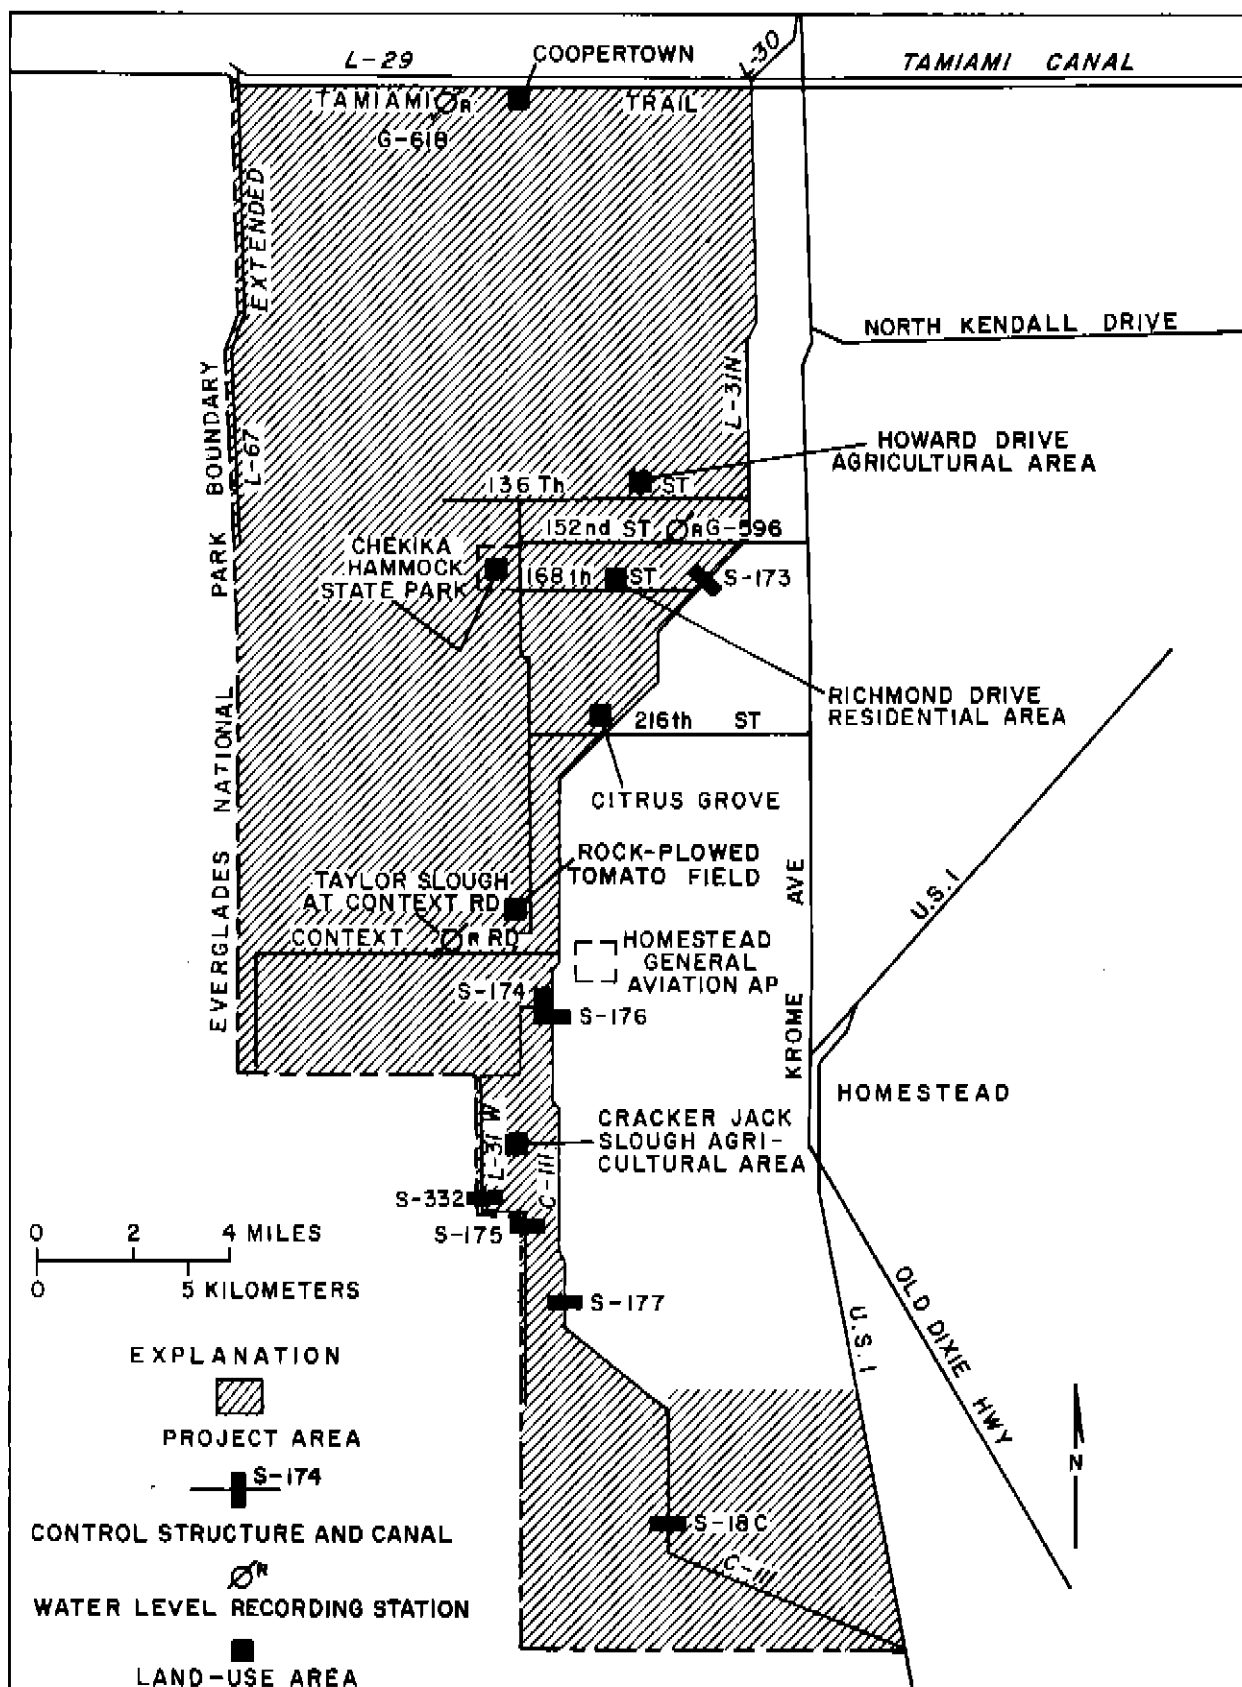 L-29
COOPERTOWN
L-30
TAMIAMI CANAL
TAMIAMI
R
TRAIL
G-618
EXTENDED
L-67
EVERGLADES NATIONAL PARK BOUNDARY
L-31N
NORTH KENDALL DRIVE
HOWARD DRIVE
AGRICULTURAL AREA
136 Th ST
152nd ST
R G-596
CHEKIKA
HAMMOCK
STATE PARK
168th ST
S-173
RICHMOND DRIVE
RESIDENTIAL AREA
216th ST
CITRUS GROVE
ROCK-PLOWED
TOMATO FIELD
TAYLOR SLOUGH
AT CONTEXT RD
CONTEXT RD
R
HOMESTEAD
GENERAL
AVIATION AP
KROME AVE
U.S. 1
S-174
S-176
HOMESTEAD
L-31 W
C-111
CRACKER JACK
SLOUGH AGRI-
CULTURAL AREA
S-332
S-175
S-177
OLD DIXIE HWY
U.S. 1
S-18C
C-111
N
0 2 4 MILES
0 5 KILOMETERS
EXPLANATION
PROJECT AREA
S-174
CONTROL STRUCTURE AND CANAL
R
WATER LEVEL RECORDING STATION
LAND-USE AREA